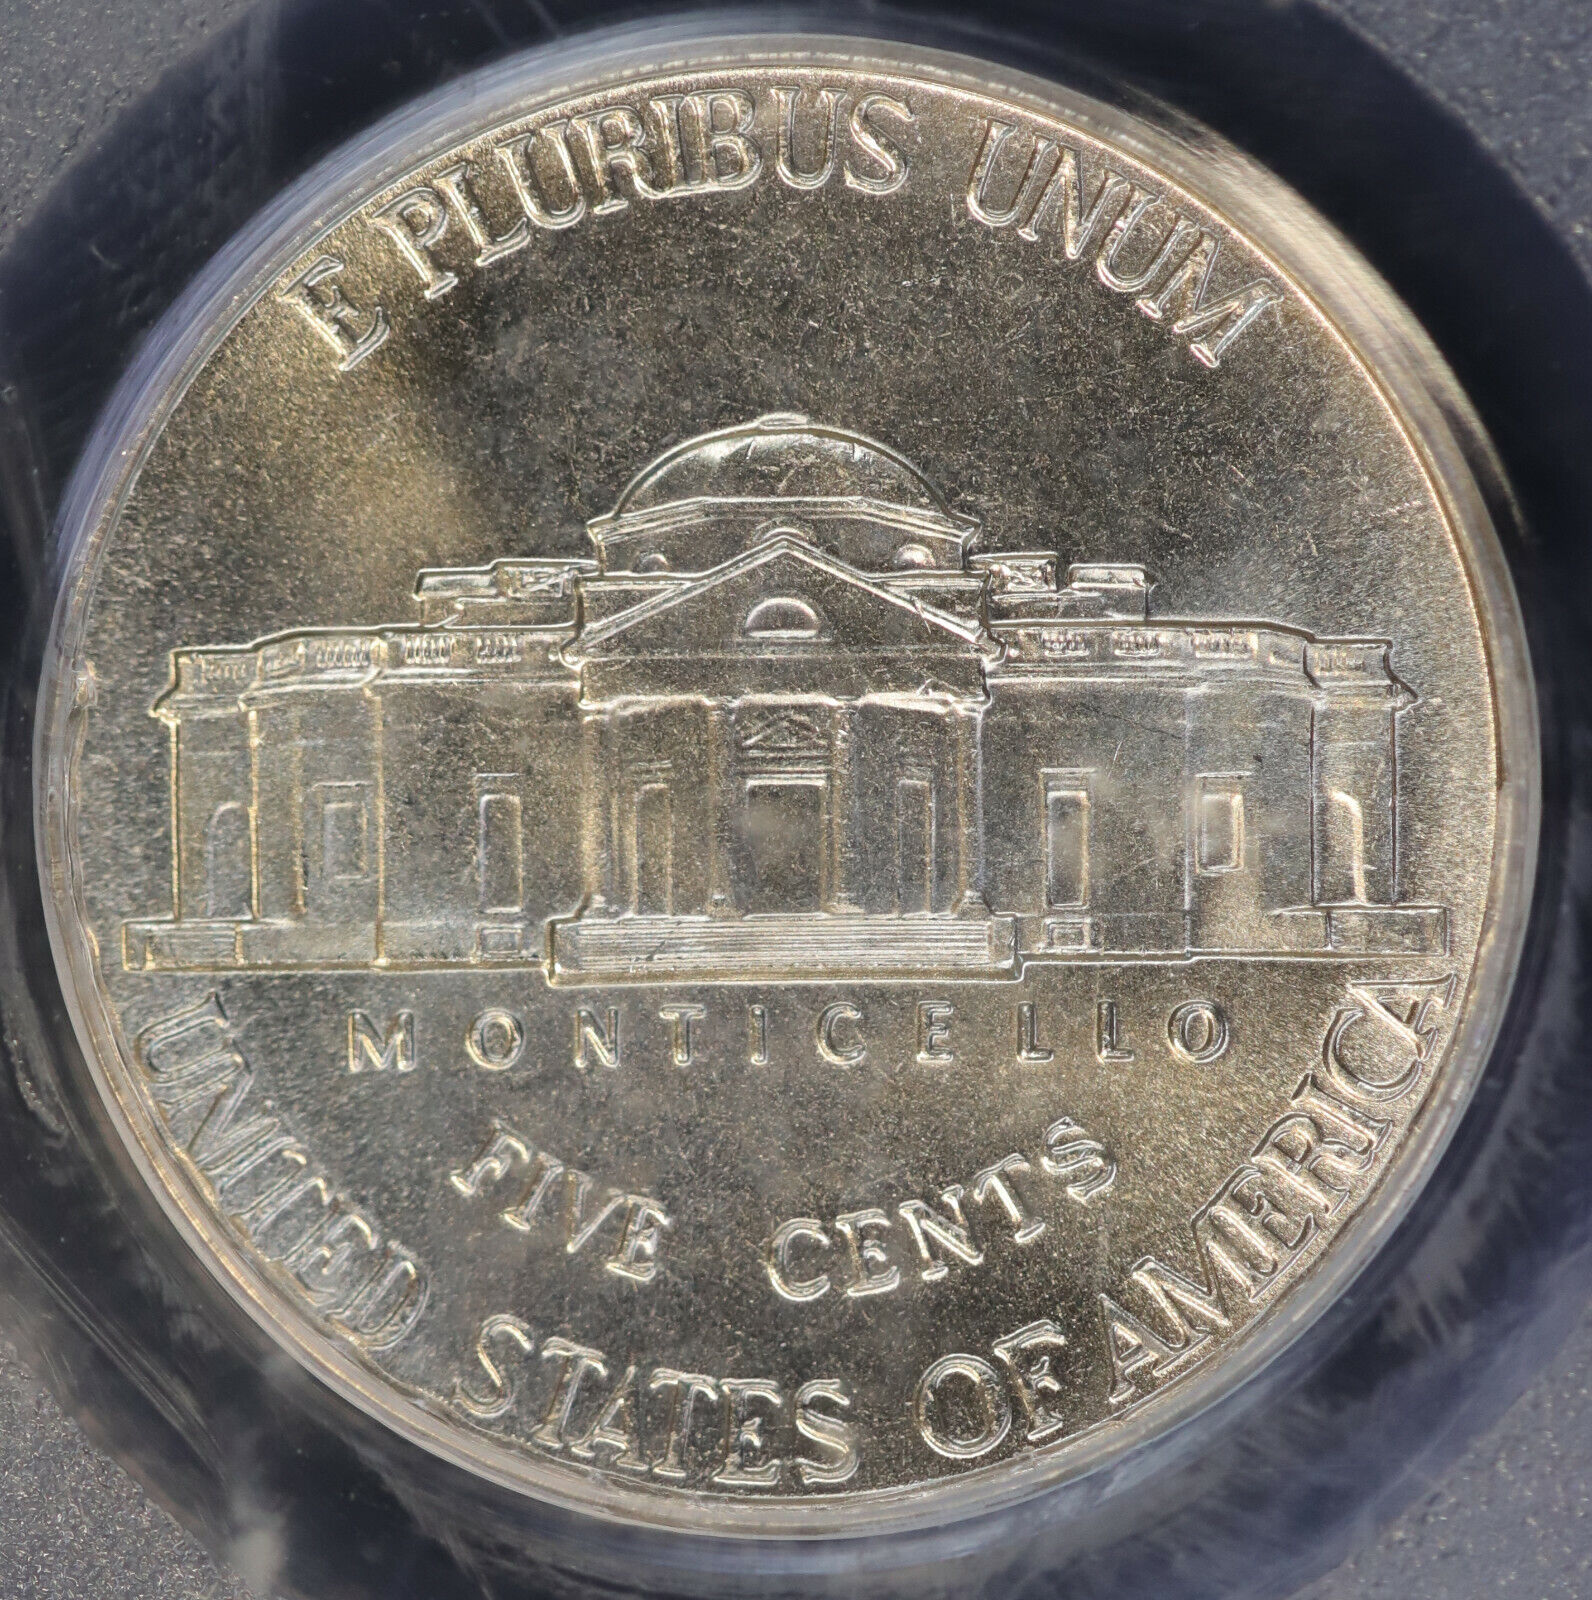 E PLURIBUS UNUM
MONTICELLO
FIVE CENTS
UNITED STATES OF AMERICA